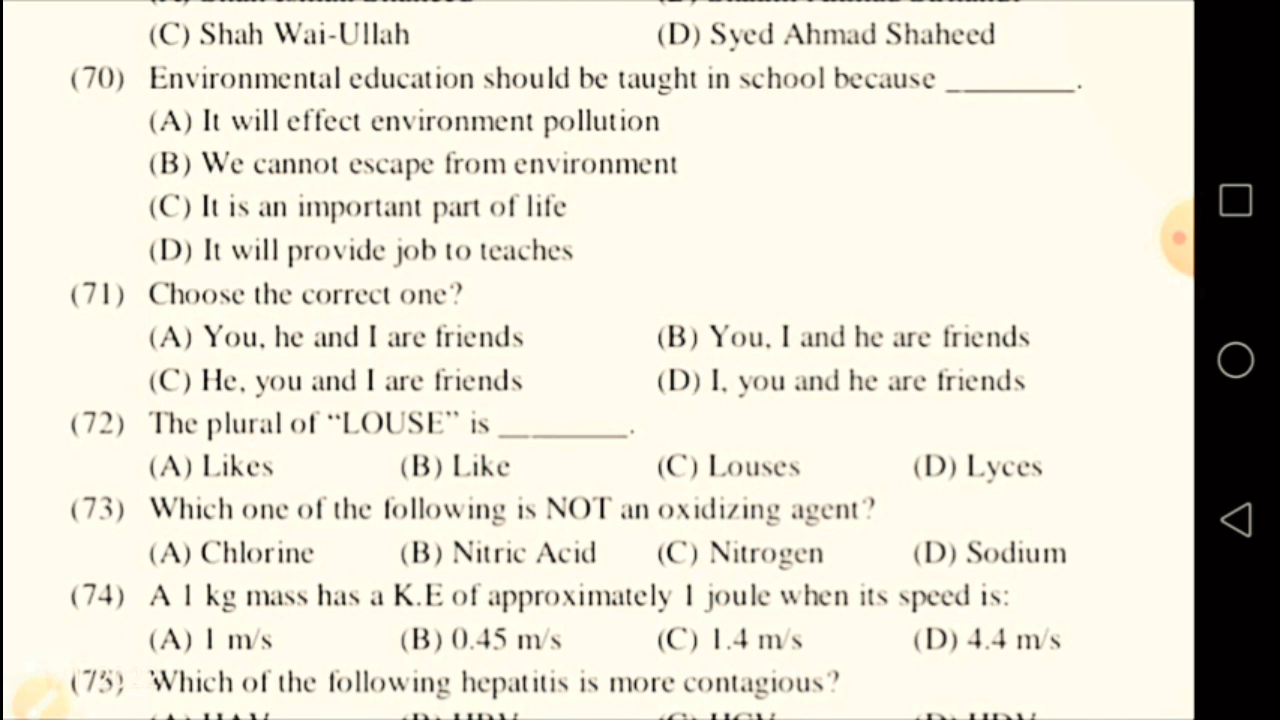 (C) Shah Wai-Ullah (D) Syed Ahmad Shaheed
(70) Environmental education should be taught in school because ________.
(A) It will effect environment pollution
(B) We cannot escape from environment
(C) It is an important part of life
(D) It will provide job to teaches
(71) Choose the correct one?
(A) You, he and I are friends (B) You, I and he are friends
(C) He, you and I are friends (D) I, you and he are friends
(72) The plural of “LOUSE” is ________.
(A) Likes (B) Like (C) Louses (D) Lyces
(73) Which one of the following is NOT an oxidizing agent?
(A) Chlorine (B) Nitric Acid (C) Nitrogen (D) Sodium
(74) A 1 kg mass has a K.E of approximately 1 joule when its speed is:
(A) 1 m/s (B) 0.45 m/s (C) 1.4 m/s (D) 4.4 m/s
(75) Which of the following hepatitis is more contagious?